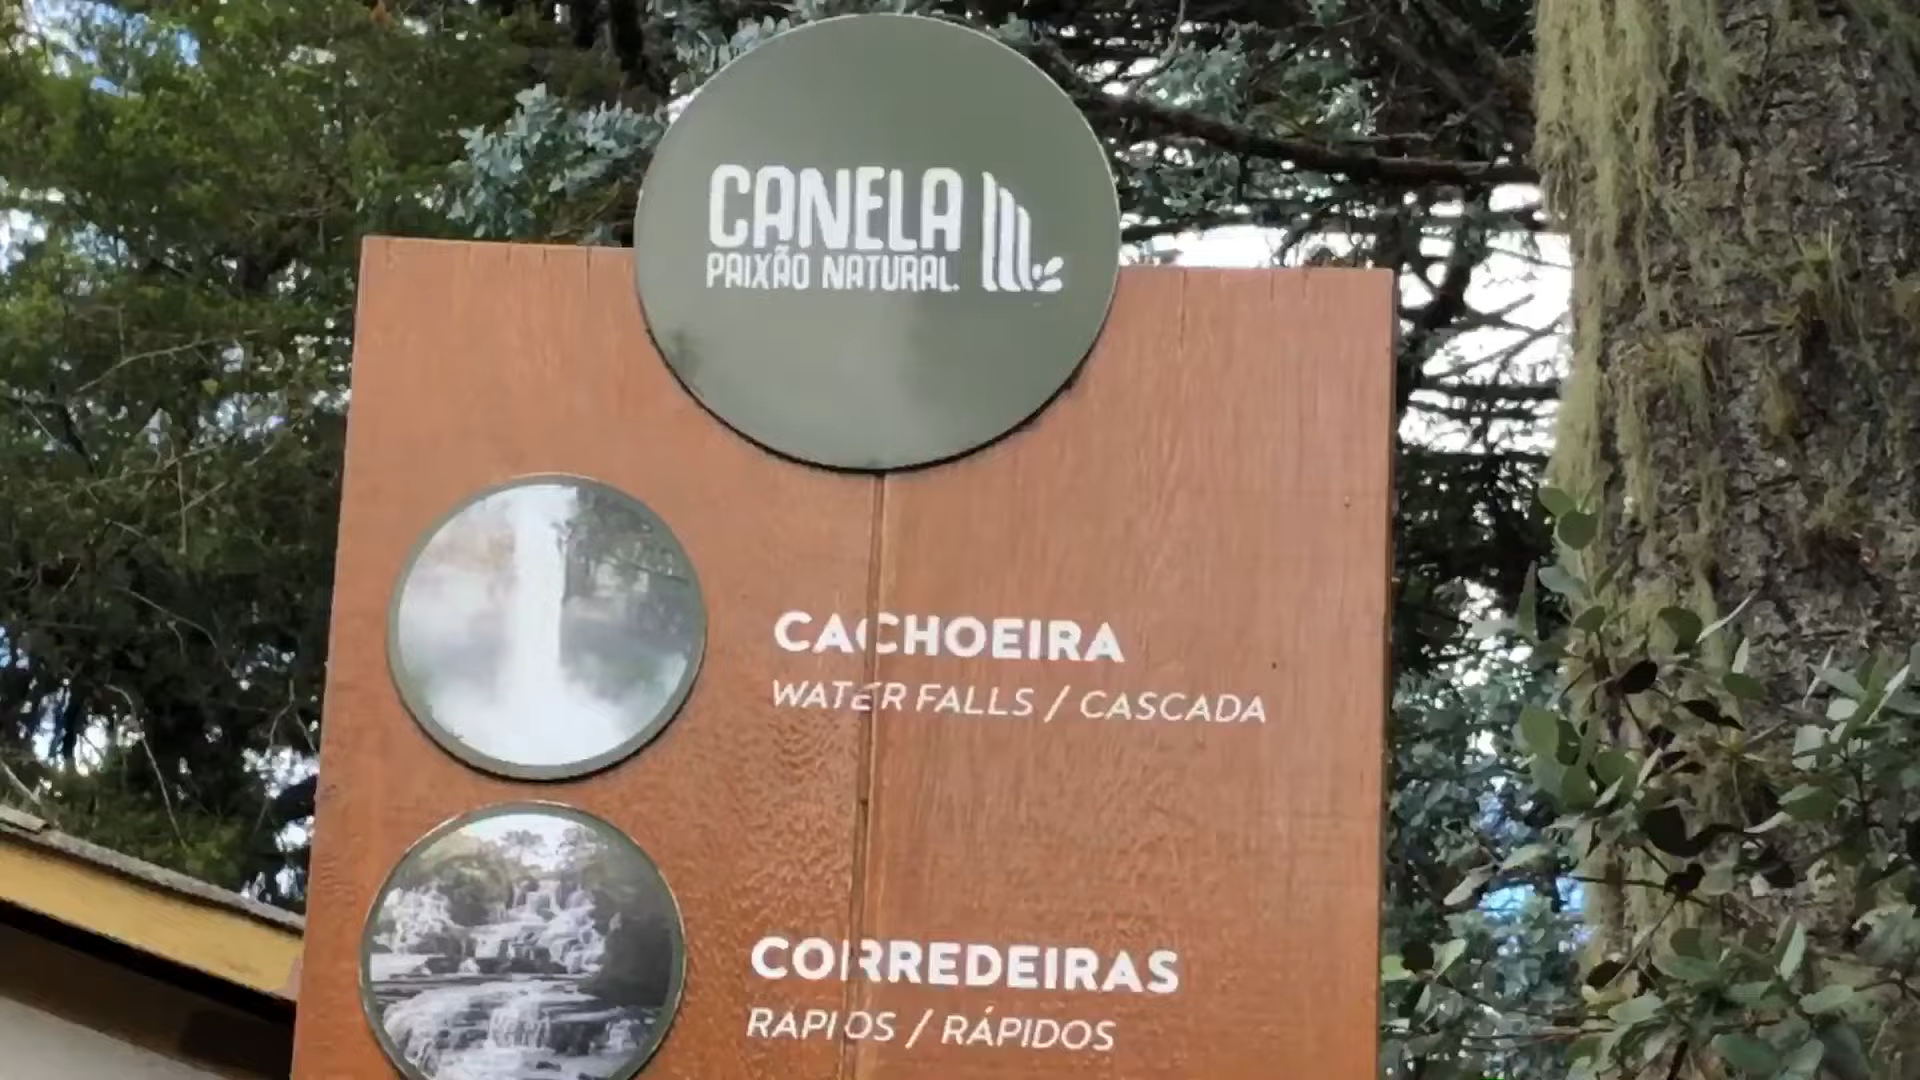 CANELA
PAIXÃO NATURAL.
CACHOEIRA
WATER FALLS / CASCADA
CORREDEIRAS
RAPIDS / RÁPIDOS